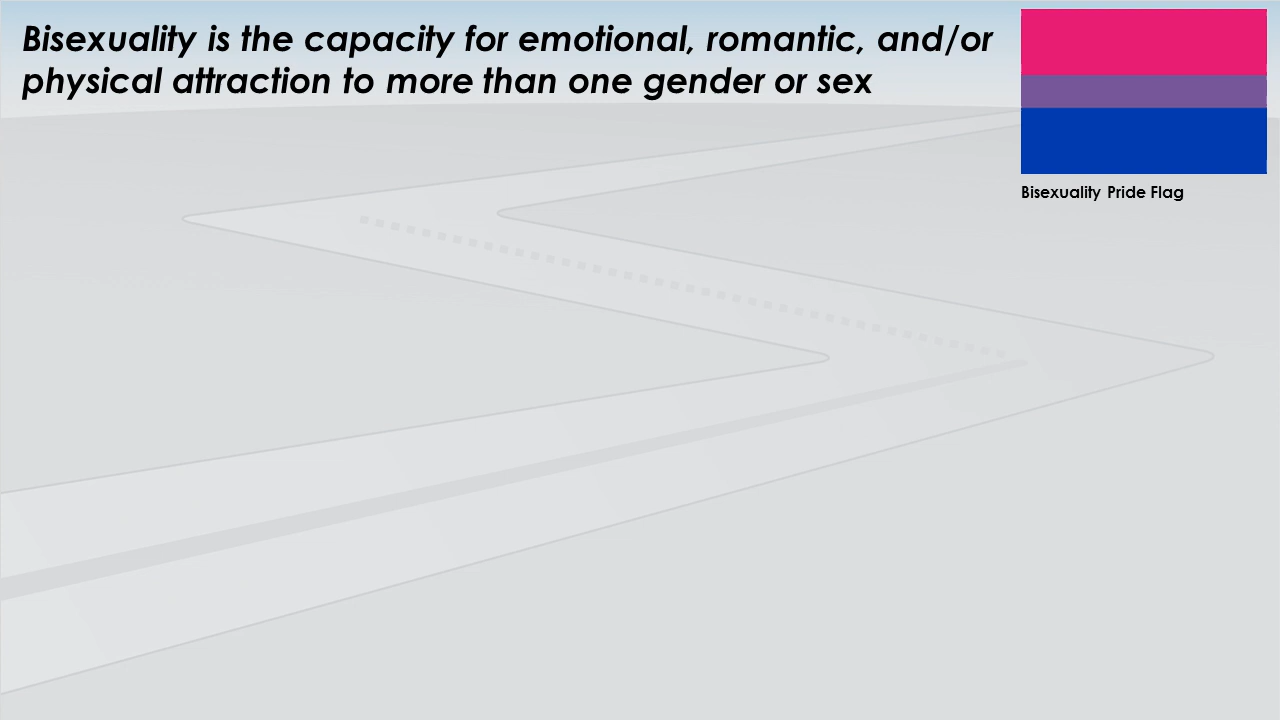 Bisexuality is the capacity for emotional, romantic, and/or
physical attraction to more than one gender or sex
Bisexuality Pride Flag